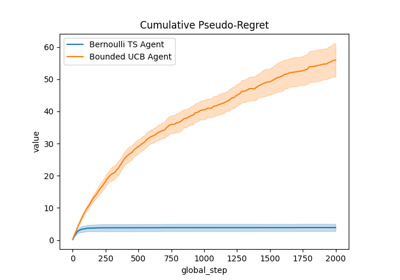 Cumulative Pseudo-Regret
Bernoulli TS Agent
Bounded UCB Agent
value
60
50
40
30
20
10
0
0 250 500 750 1000 1250 1500 1750 2000
global_step